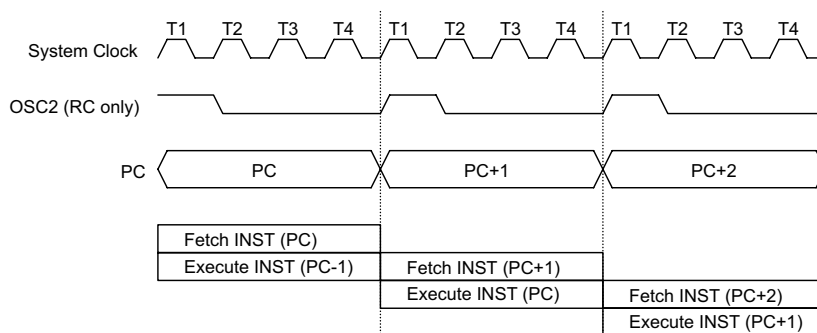 T1 T2 T3 T4 T1 T2 T3 T4 T1 T2 T3 T4
System Clock
OSC2 (RC only)
PC PC PC+1 PC+2
Fetch INST (PC)
Execute INST (PC-1) Fetch INST (PC+1)
Execute INST (PC) Fetch INST (PC+2)
Execute INST (PC+1)